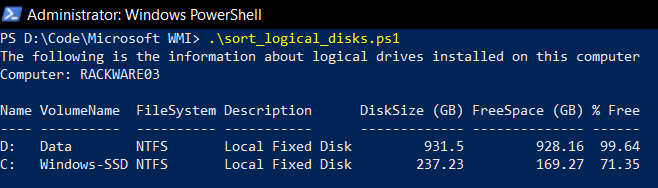 Administrator: Windows PowerShell
PS D:\Code\Microsoft WMI> .\sort_logical_disks.ps1
The following is the information about logical drives installed on this computer
Computer: RACKWARE03
Name VolumeName  FileSystem Description      DiskSize (GB) FreeSpace (GB) % Free
---- ----------  ---------- -----------      ------------- -------------- ------
D:   Data        NTFS       Local Fixed Disk         931.5         928.16  99.64
C:   Windows-SSD NTFS       Local Fixed Disk        237.23         169.27  71.35